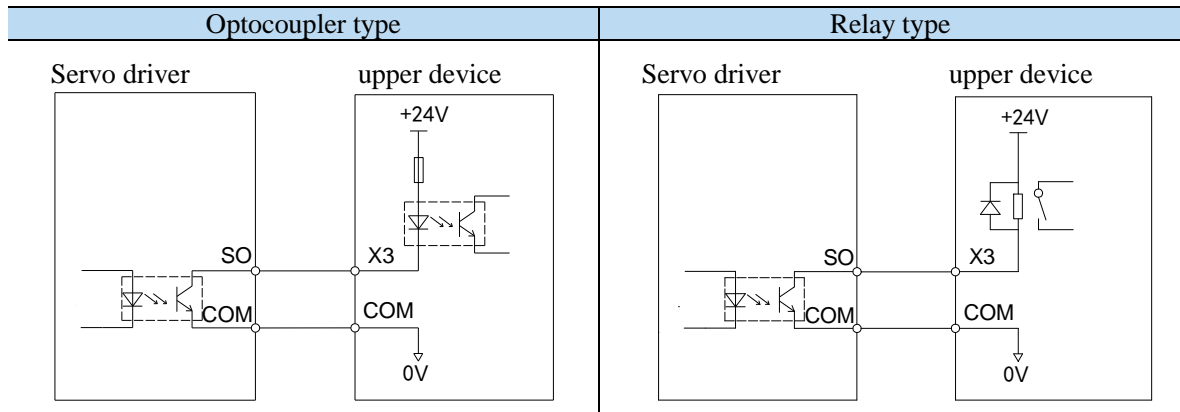 Optocoupler type
Relay type
Servo driver
upper device
+24V
SO
X3
COM
COM
0V
Servo driver
upper device
+24V
SO
X3
COM
COM
0V